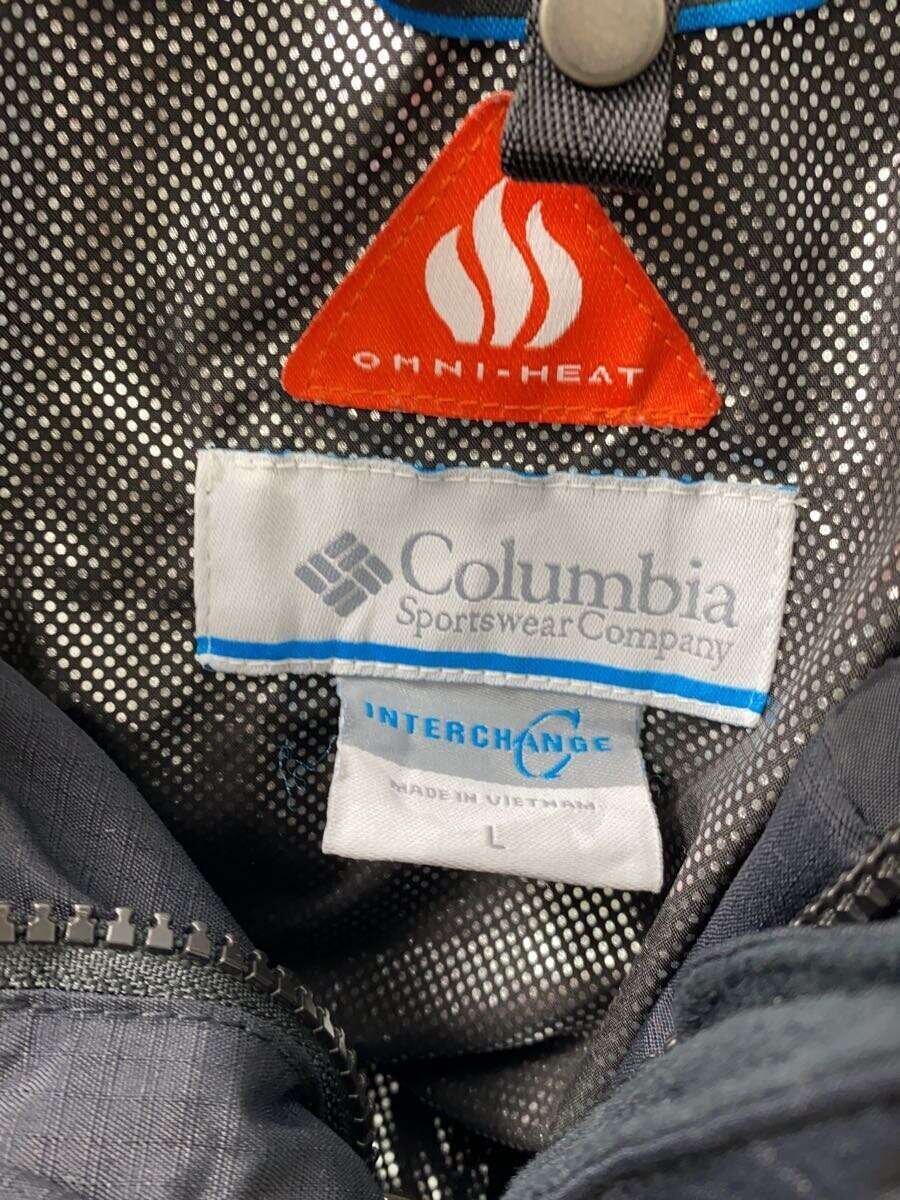 OMNI-HEAT
Columbia
Sportswear Company
INTERCHANGE
MADE IN VIETNAM
L